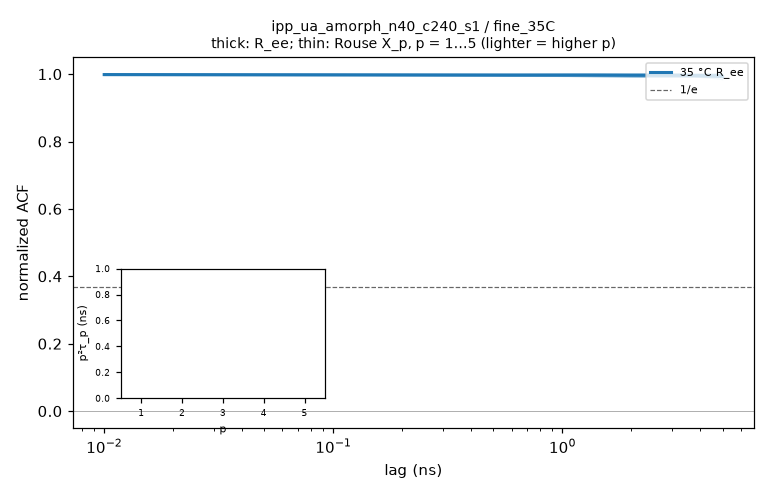 ipp_ua_amorph_n40_c240_s1 / fine_35C
thick: R_ee; thin: Rouse X_p, p = 1…5 (lighter = higher p)
35 °C R_ee
1/e
normalized ACF
1.0
0.8
0.6
0.4
0.2
0.0
p²τ_p (ns)
1.0
0.8
0.6
0.4
0.2
0.0
1 2 3 4 5
p
10⁻² 10⁻¹ 10⁰
lag (ns)